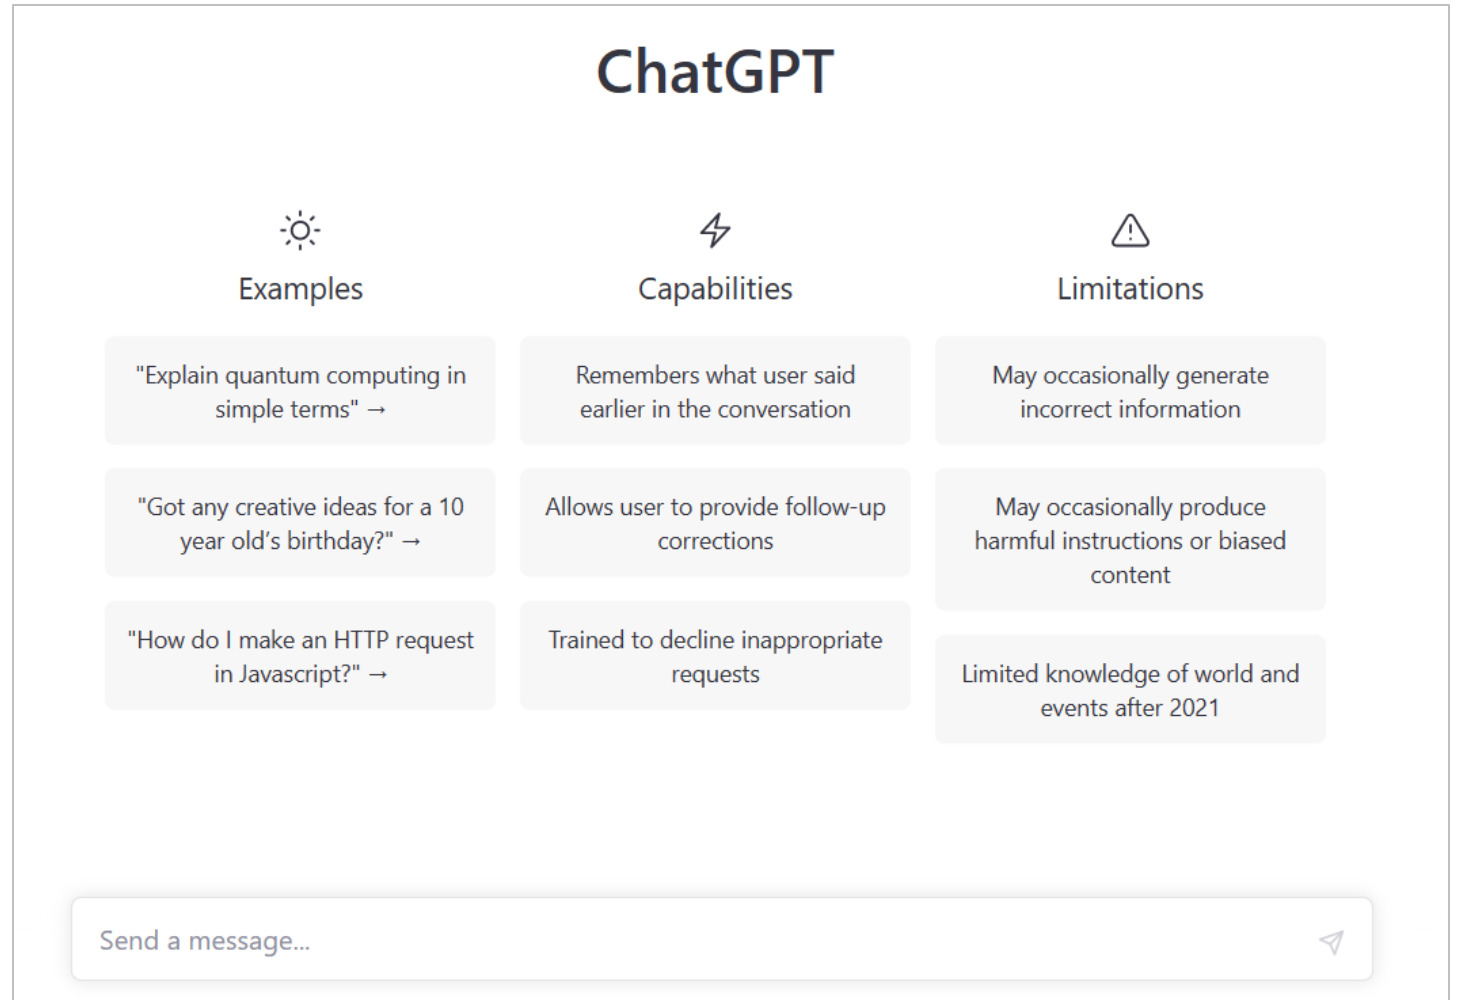 ChatGPT
Examples
"Explain quantum computing in
simple terms" →
"Got any creative ideas for a 10
year old’s birthday?" →
"How do I make an HTTP request
in Javascript?" →
Capabilities
Remembers what user said
earlier in the conversation
Allows user to provide follow-up
corrections
Trained to decline inappropriate
requests
Limitations
May occasionally generate
incorrect information
May occasionally produce
harmful instructions or biased
content
Limited knowledge of world and
events after 2021
Send a message...